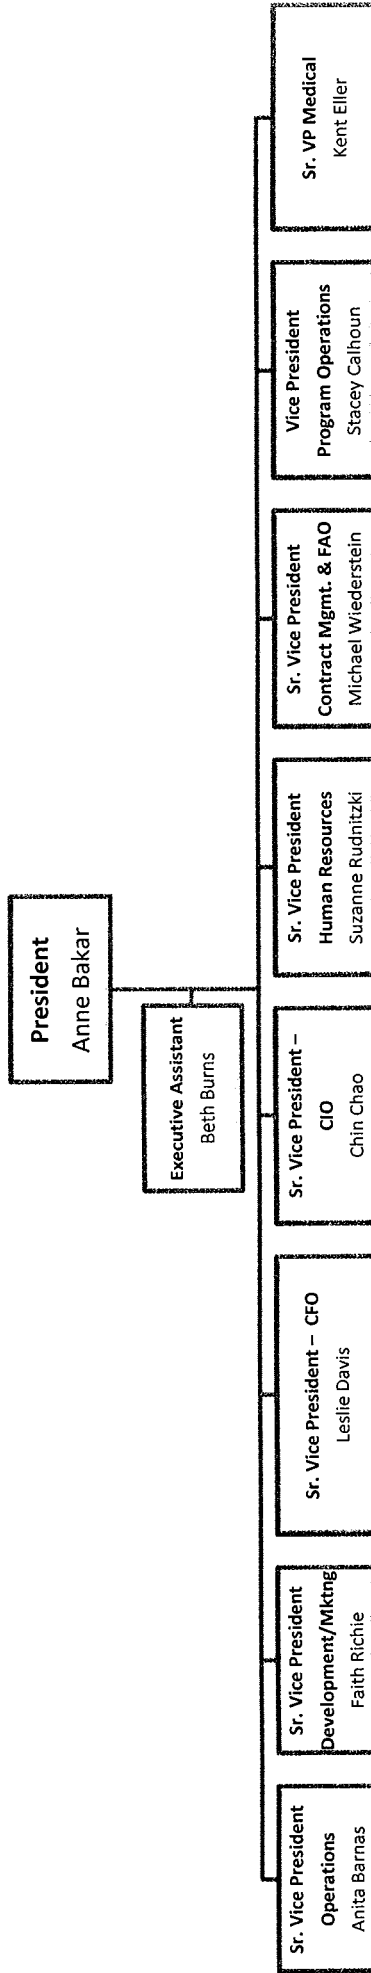 President
Anne Bakar
Executive Assistant
Beth Burns
Sr. Vice President
Operations
Anita Barnas
Sr. Vice President
Development/Mktng
Faith Richie
Sr. Vice President – CFO
Leslie Davis
Sr. Vice President –
CIO
Chin Chao
Sr. Vice President
Human Resources
Suzanne Rudnitzki
Sr. Vice President
Contract Mgmt. & FAO
Michael Wiederstein
Vice President
Program Operations
Stacey Calhoun
Sr. VP Medical
Kent Eller